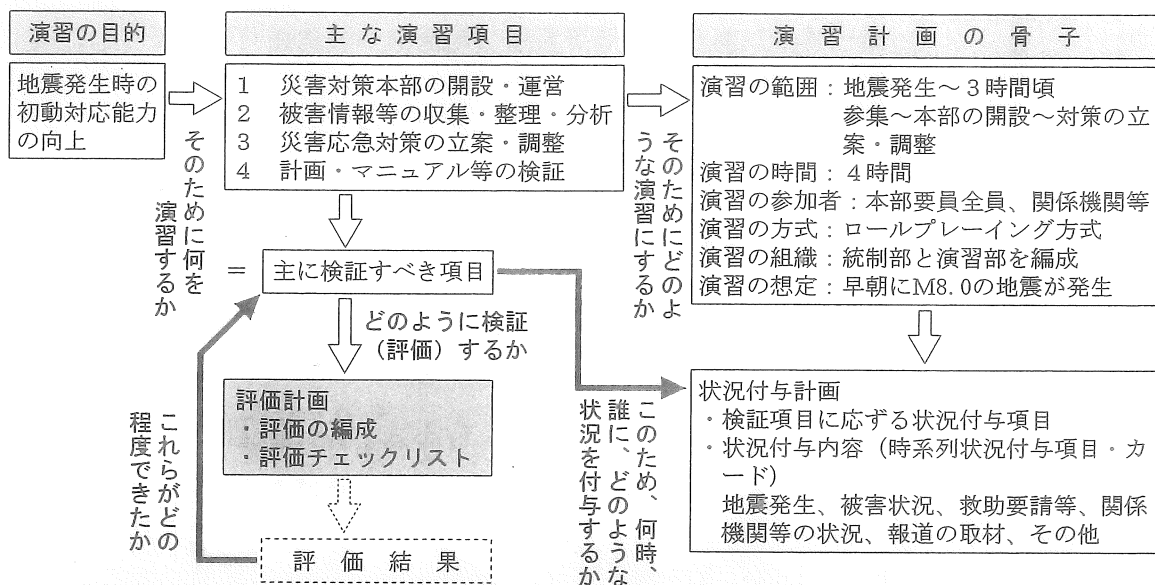 演習の目的
地震発生時の
初動対応能力
の向上
そのために何を
演習するか
主な演習項目
1 災害対策本部の開設・運営
2 被害情報等の収集・整理・分析
3 災害応急対策の立案・調整
4 計画・マニュアル等の検証
そのためにどのよ
うな演習にするか
演習計画の骨子
演習の範囲：地震発生～３時間頃
参集～本部の開設～対策の立
案・調整
演習の時間：４時間
演習の参加者：本部要員全員、関係機関等
演習の方式：ロールプレーイング方式
演習の組織：統制部と演習部を編成
演習の想定：早朝にM8.0の地震が発生
＝ 主に検証すべき項目
どのように検証
（評価）するか
評価計画
・評価の編成
・評価チェックリスト
評価結果
これらがどの
程度できたか
このため、何時、
誰に、どのような
状況を付与するか
状況付与計画
・検証項目に応ずる状況付与項目
・状況付与内容（時系列状況付与項目・カ
ード）
地震発生、被害状況、救助要請等、関係
機関等の状況、報道の取材、その他